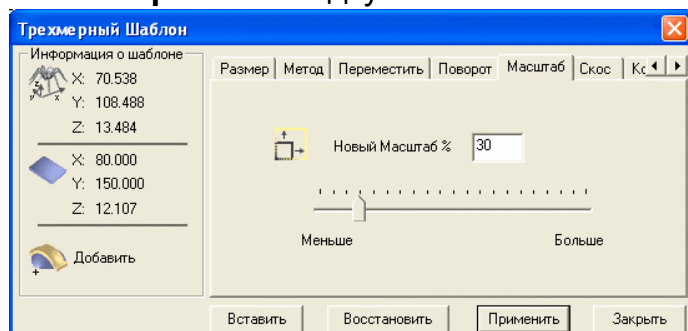 Трехмерный Шаблон
Информация о шаблоне
X: 70.538
Y: 108.488
Z: 13.484
X: 80.000
Y: 150.000
Z: 12.107
Добавить
Размер Метод Переместить Поворот Масштаб Скос
Новый Масштаб % 30
Меньше Больше
Вставить Восстановить Применить Закрыть